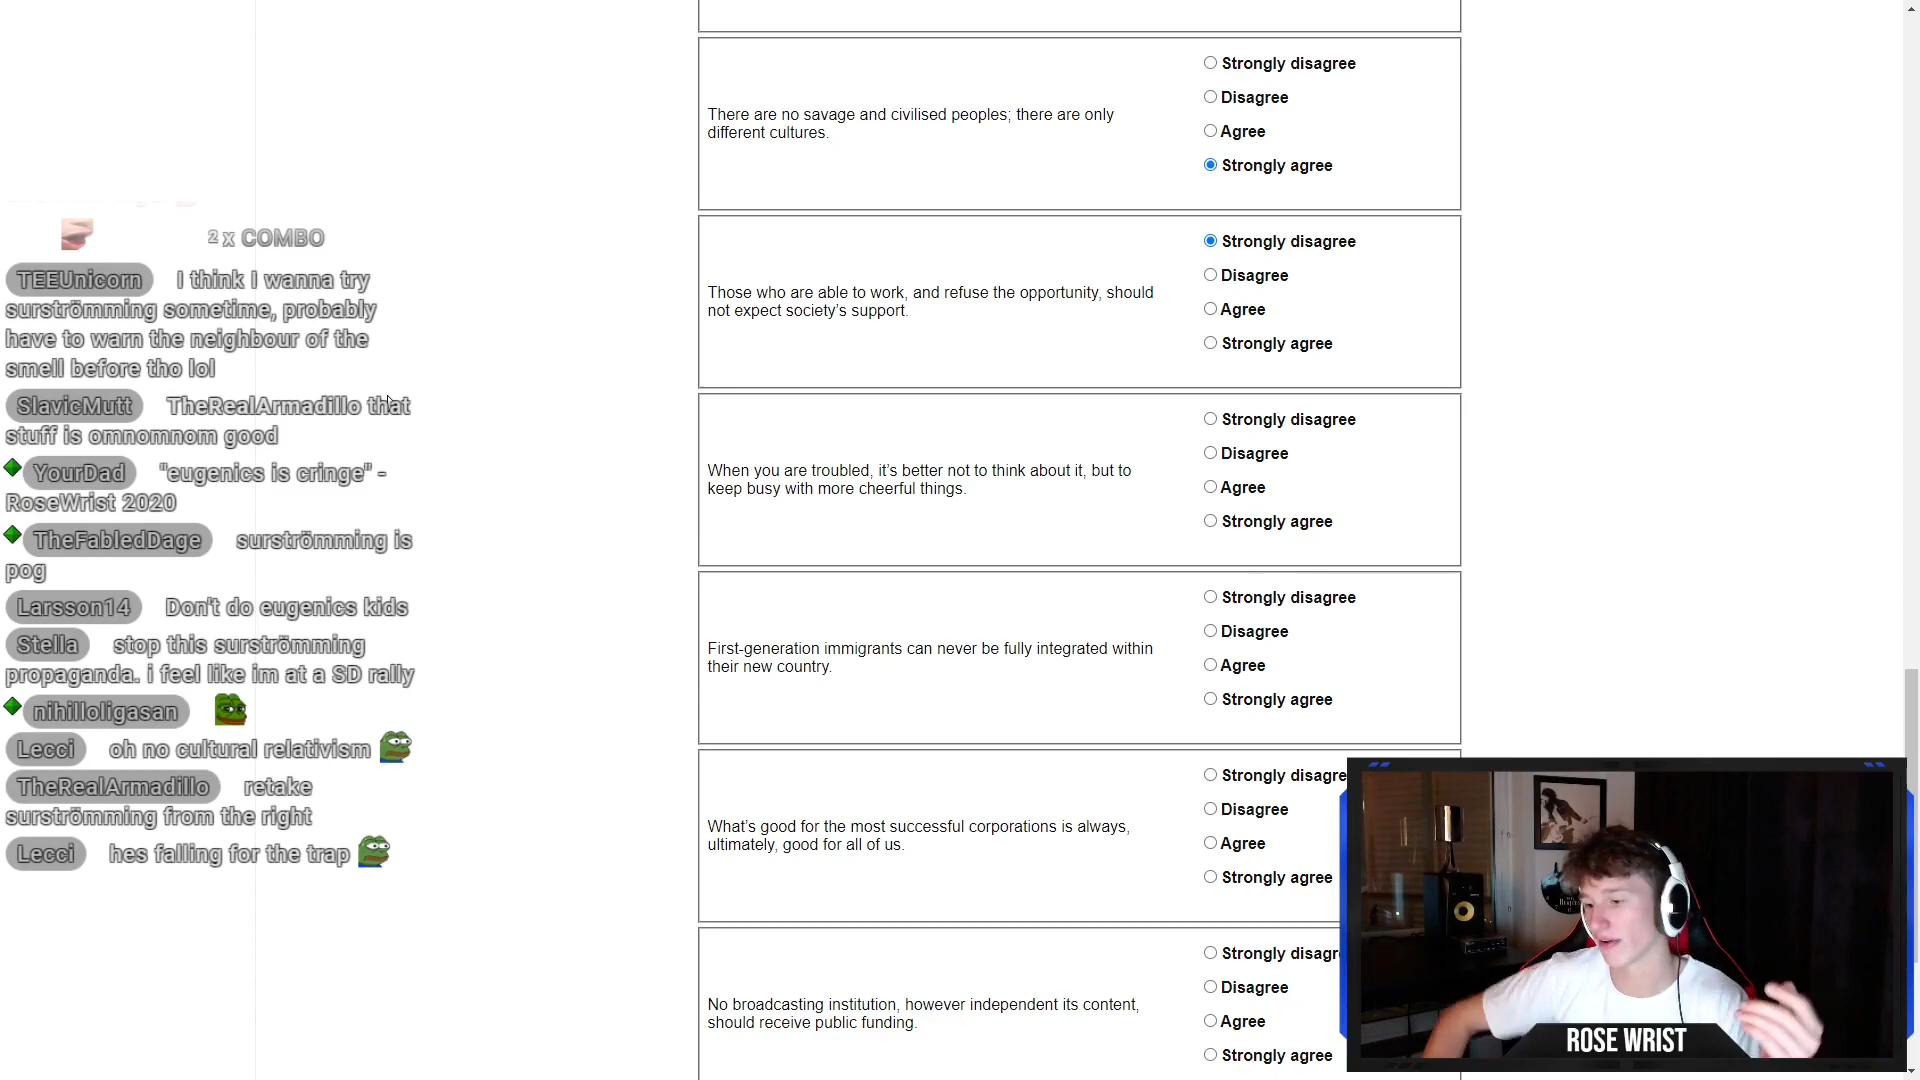 2 x COMBO
TEEUnicorn I think I wanna try
surströmming sometime, probably
have to warn the neighbour of the
smell before tho lol
SlavicMutt TheRealArmadillo that
stuff is omnomnom good
YourDad "eugenics is cringe" -
RoseWrist 2020
TheFabledDage surströmming is
pog
Larsson14 Don't do eugenics kids
Stella stop this surströmming
propaganda. i feel like im at a SD rally
nihilloligasan
Lecci oh no cultural relativism
TheRealArmadillo retake
surströmming from the right
Lecci hes falling for the trap
There are no savage and civilised peoples; there are only
different cultures.
Strongly disagree
Disagree
Agree
Strongly agree
Those who are able to work, and refuse the opportunity, should
not expect society's support.
Strongly disagree
Disagree
Agree
Strongly agree
When you are troubled, it's better not to think about it, but to
keep busy with more cheerful things.
Strongly disagree
Disagree
Agree
Strongly agree
First-generation immigrants can never be fully integrated within
their new country.
Strongly disagree
Disagree
Agree
Strongly agree
What's good for the most successful corporations is always,
ultimately, good for all of us.
Strongly disagre
Disagree
Agree
Strongly agree
No broadcasting institution, however independent its content,
should receive public funding.
Strongly disagr
Disagree
Agree
Strongly agree
ROSE WRIST